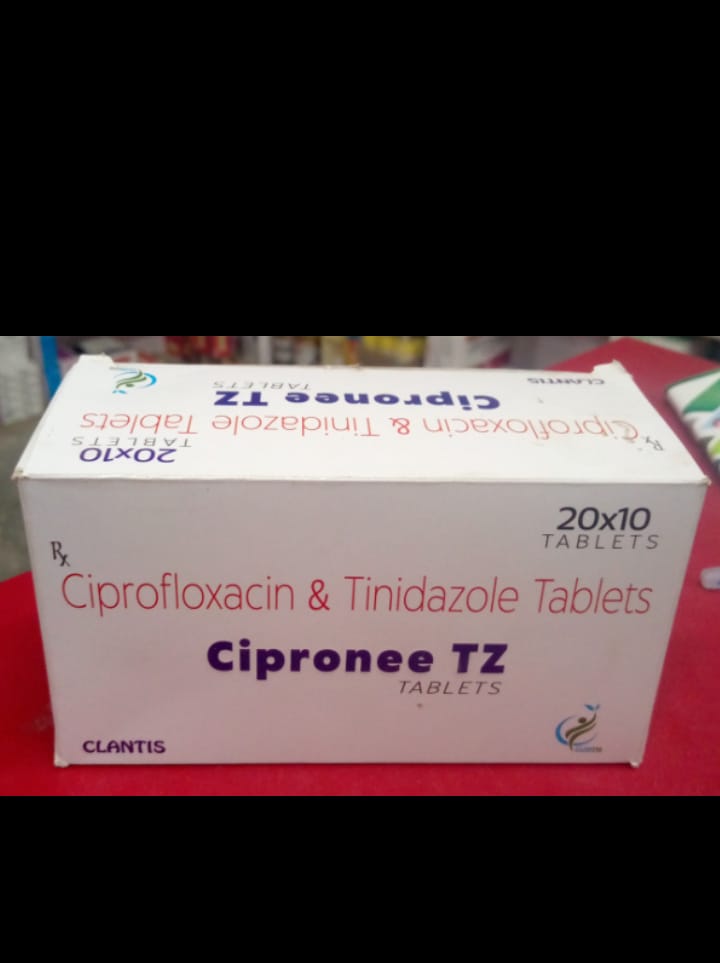 CLANTIS
Cipronee TZ
TABLETS
Ciprofloxacin & Tinidazole Tablets
Rx
20x10
TABLETS
20x10
TABLETS
Rx
Ciprofloxacin & Tinidazole Tablets
Cipronee TZ
TABLETS
CLANTIS